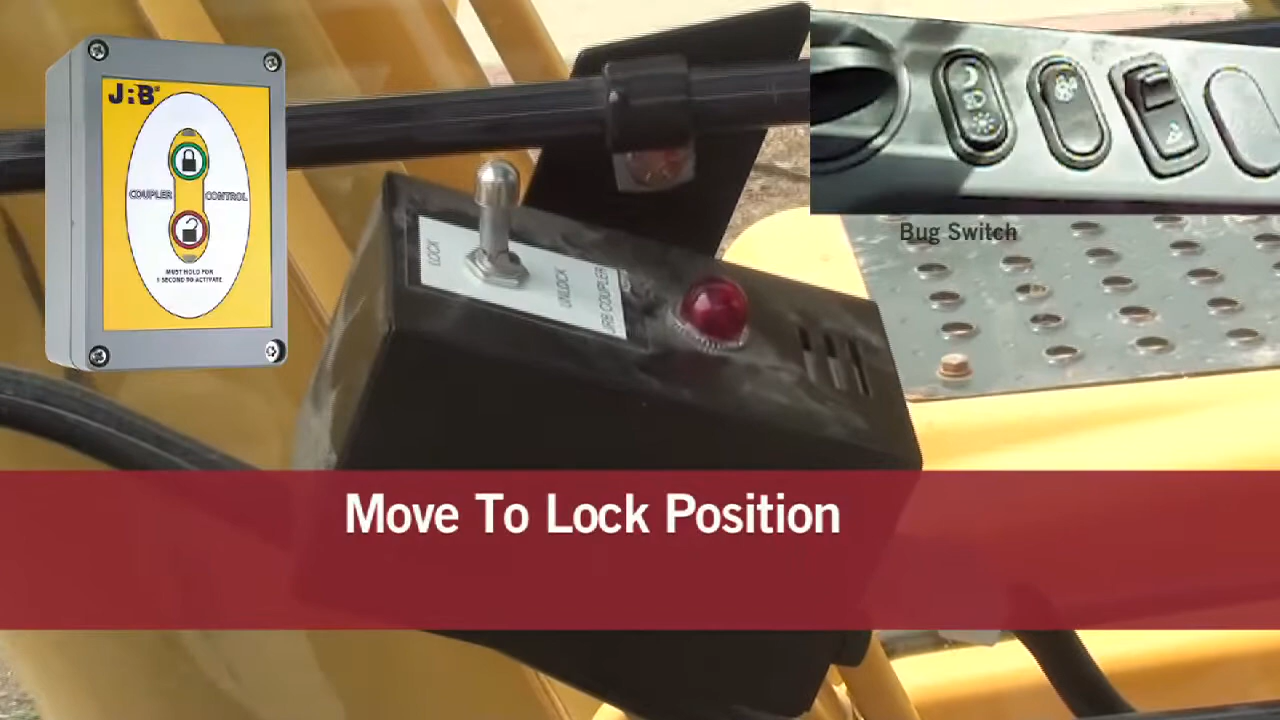 JRB
COUPLER CONTROL
MUST HOLD FOR
1 SECOND TO ACTIVATE
LOCK
UNLOCK
JRB COUPLER
Bug Switch
Move To Lock Position